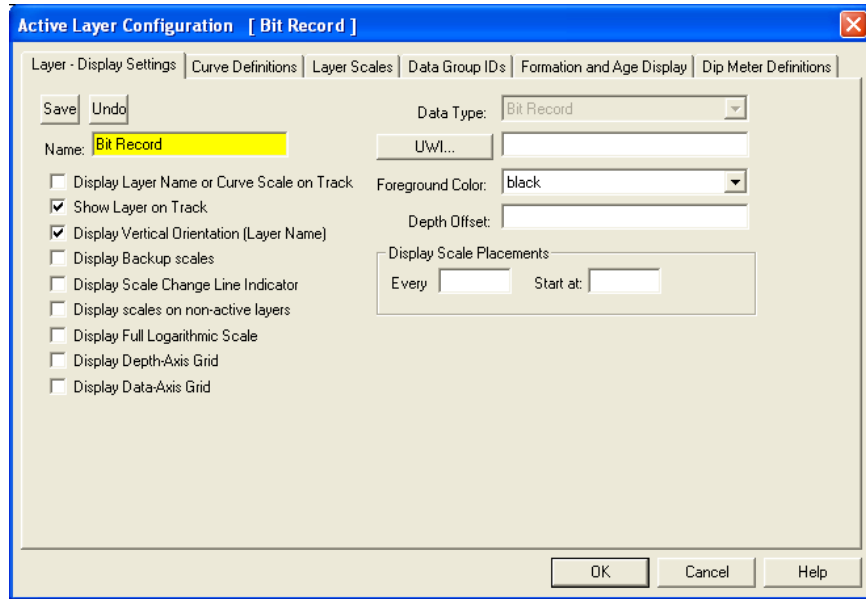 Active Layer Configuration [ Bit Record ]
Layer - Display Settings Curve Definitions Layer Scales Data Group IDs Formation and Age Display Dip Meter Definitions
Save Undo
Name: Bit Record
Display Layer Name or Curve Scale on Track
Show Layer on Track
Display Vertical Orientation (Layer Name)
Display Backup scales
Display Scale Change Line Indicator
Display scales on non-active layers
Display Full Logarithmic Scale
Display Depth-Axis Grid
Display Data-Axis Grid
Data Type: Bit Record
UWI...
Foreground Color: black
Depth Offset:
Display Scale Placements
Every Start at:
OK Cancel Help